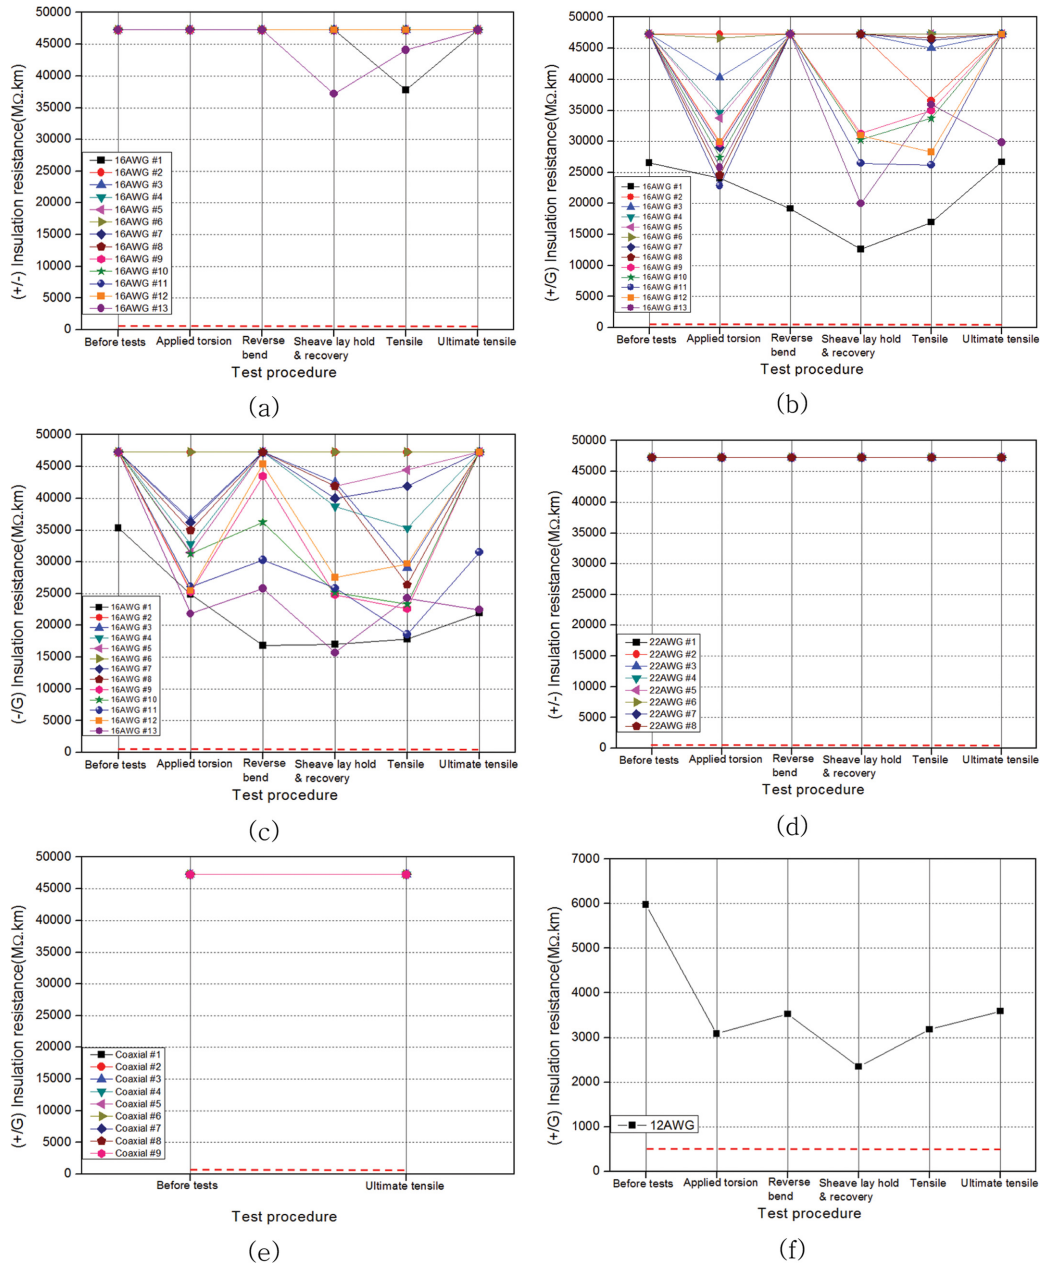 50000
45000
40000
35000
30000
25000
20000
15000
10000
5000
0
(+/-) Insulation resistance(MΩ.km)
16AWG #1
16AWG #2
16AWG #3
16AWG #4
16AWG #5
16AWG #6
16AWG #7
16AWG #8
16AWG #9
16AWG #10
16AWG #11
16AWG #12
16AWG #13
Before tests Applied torsion Reverse bend Sheave lay hold & recovery Tensile Ultimate tensile
Test procedure
(a)
50000
45000
40000
35000
30000
25000
20000
15000
10000
5000
0
(+/G) Insulation resistance(MΩ.km)
16AWG #1
16AWG #2
16AWG #3
16AWG #4
16AWG #5
16AWG #6
16AWG #7
16AWG #8
16AWG #9
16AWG #10
16AWG #11
16AWG #12
16AWG #13
Before tests Applied torsion Reverse bend Sheave lay hold & recovery Tensile Ultimate tensile
Test procedure
(b)
50000
45000
40000
35000
30000
25000
20000
15000
10000
5000
0
(-/G) Insulation resistance(MΩ.km)
16AWG #1
16AWG #2
16AWG #3
16AWG #4
16AWG #5
16AWG #6
16AWG #7
16AWG #8
16AWG #9
16AWG #10
16AWG #11
16AWG #12
16AWG #13
Before tests Applied torsion Reverse bend Sheave lay hold & recovery Tensile Ultimate tensile
Test procedure
(c)
50000
45000
40000
35000
30000
25000
20000
15000
10000
5000
0
(+/-) Insulation resistance(MΩ.km)
22AWG #1
22AWG #2
22AWG #3
22AWG #4
22AWG #5
22AWG #6
22AWG #7
22AWG #8
Before tests Applied torsion Reverse bend Sheave lay hold & recovery Tensile Ultimate tensile
Test procedure
(d)
50000
45000
40000
35000
30000
25000
20000
15000
10000
5000
0
(+/G) Insulation resistance(MΩ.km)
Coaxial #1
Coaxial #2
Coaxial #3
Coaxial #4
Coaxial #5
Coaxial #6
Coaxial #7
Coaxial #8
Coaxial #9
Before tests Ultimate tensile
Test procedure
(e)
7000
6000
5000
4000
3000
2000
1000
0
(+/G) Insulation resistance(MΩ.km)
12AWG
Before tests Applied torsion Reverse bend Sheave lay hold & recovery Tensile Ultimate tensile
Test procedure
(f)